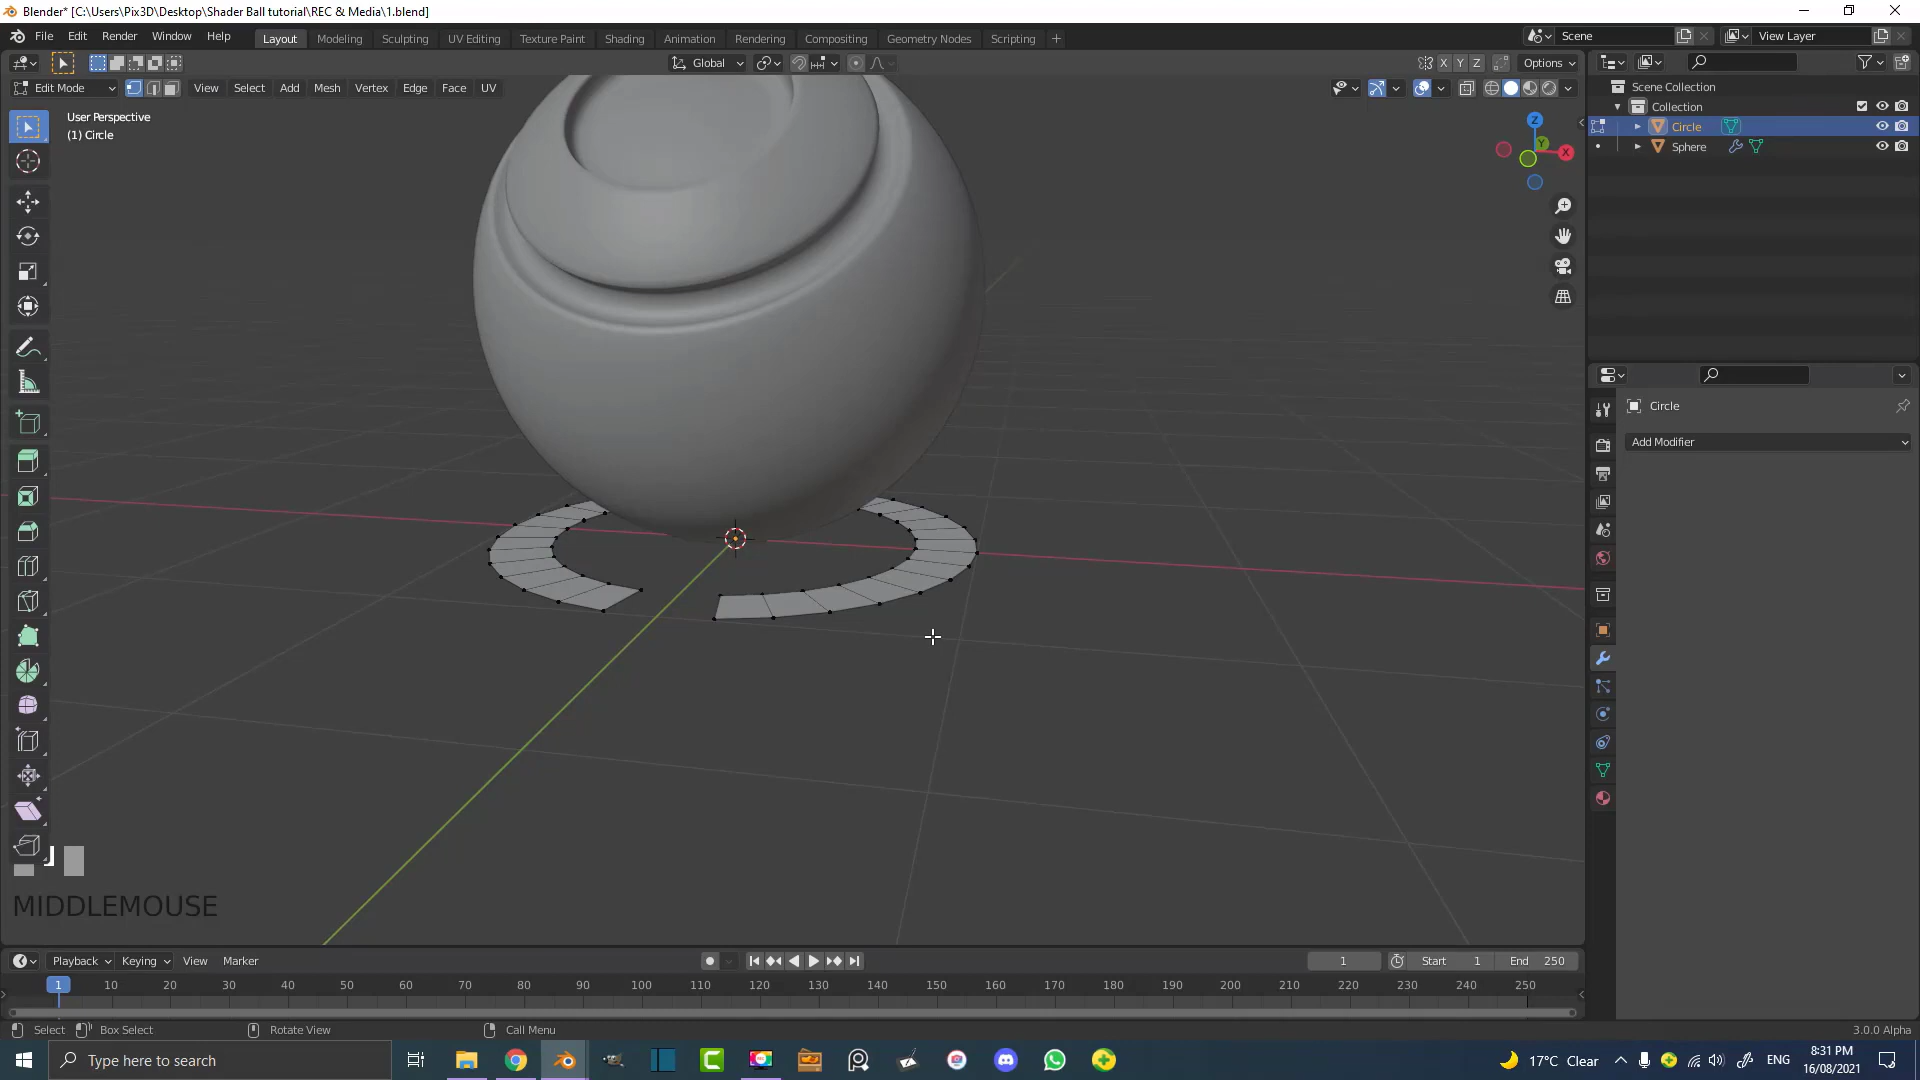 Blender* [C:\Users\Pix3D\Desktop\Shader Ball tutorial\REC & Media\1.blend]
File Edit Render Window Help Layout Modeling Sculpting UV Editing Texture Paint Shading Animation Rendering Compositing Geometry Nodes Scripting + Scene View Layer
Global X Y Z Options
Edit Mode View Select Add Mesh Vertex Edge Face UV
User Perspective
(1) Circle
Z
Y
X
Scene Collection
Collection
Circle
Sphere
Circle
Add Modifier
MIDDLEMOUSE
Playback Keying View Marker 1 Start 1 End 250
1 10 20 30 40 50 60 70 80 90 100 110 120 130 140 150 160 170 180 190 200 210 220 230 240 250
Select Box Select Rotate View Call Menu 3.0.0 Alpha
Type here to search 17°C Clear ENG 8:31 PM
16/08/2021